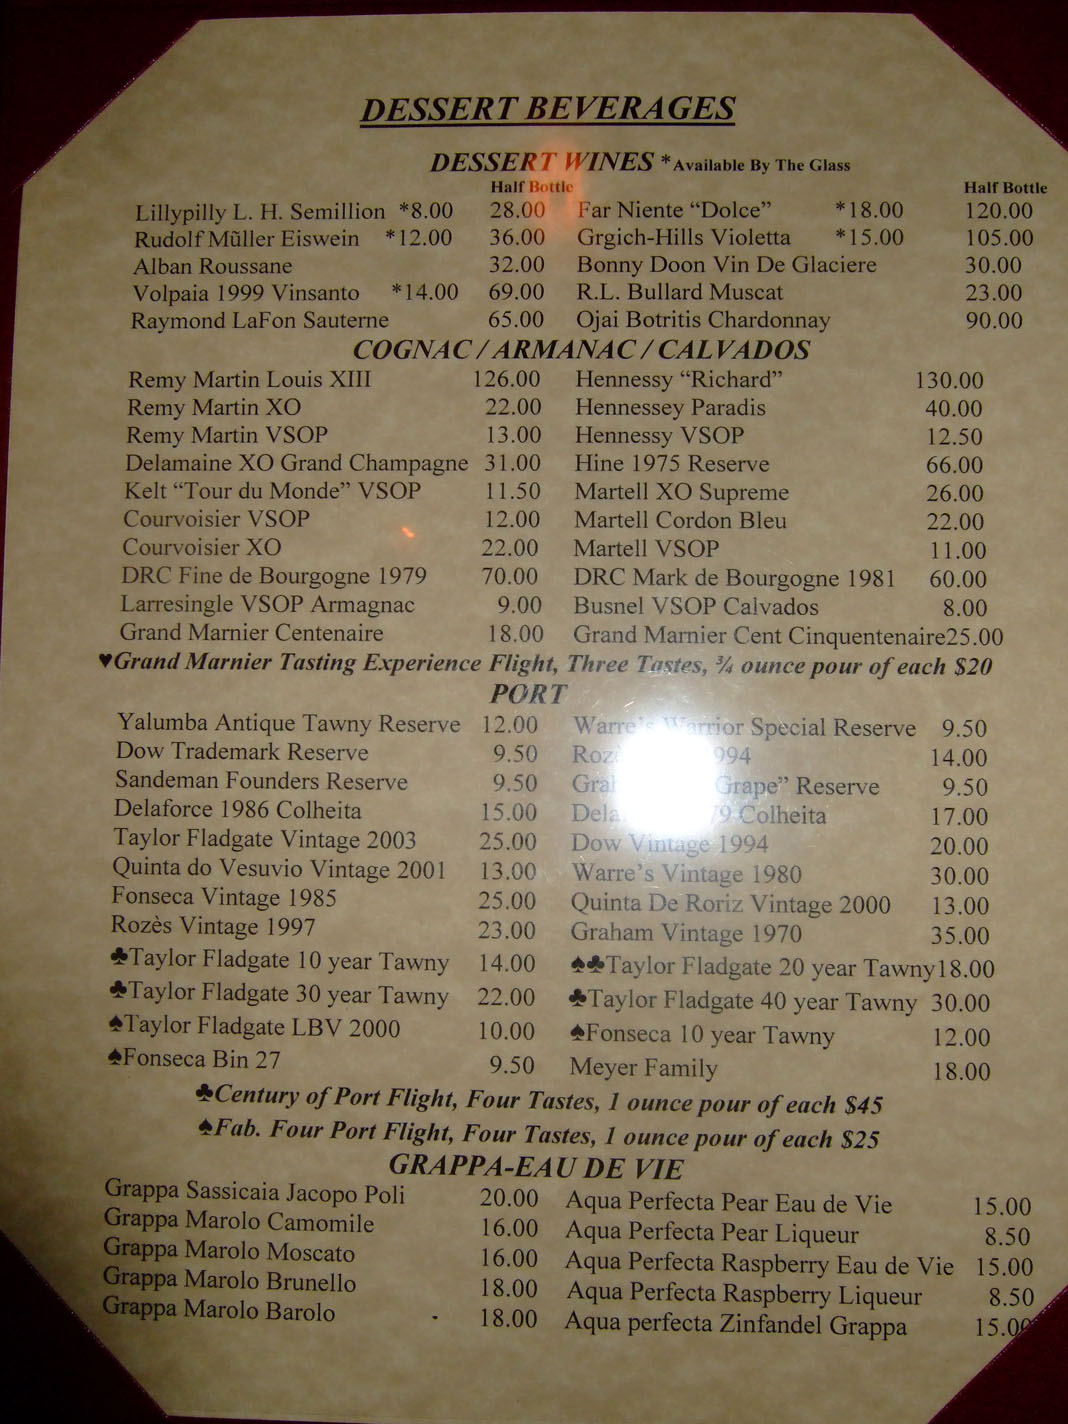 DESSERT BEVERAGES
DESSERT WINES *Available By The Glass
Half Bottle Half Bottle
Lillypilly L. H. Semillion *8.00 28.00 Far Niente “Dolce” *18.00 120.00
Rudolf Mũller Eiswein *12.00 36.00 Grgich-Hills Violetta *15.00 105.00
Alban Roussane 32.00 Bonny Doon Vin De Glaciere 30.00
Volpaia 1999 Vinsanto *14.00 69.00 R.L. Bullard Muscat 23.00
Raymond LaFon Sauterne 65.00 Ojai Botritis Chardonnay 90.00
COGNAC/ARMANAC/CALVADOS
Remy Martin Louis XIII 126.00 Hennessy “Richard” 130.00
Remy Martin XO 22.00 Hennessey Paradis 40.00
Remy Martin VSOP 13.00 Hennessy VSOP 12.50
Delamaine XO Grand Champagne 31.00 Hine 1975 Reserve 66.00
Kelt “Tour du Monde” VSOP 11.50 Martell XO Supreme 26.00
Courvoisier VSOP 12.00 Martell Cordon Bleu 22.00
Courvoisier XO 22.00 Martell VSOP 11.00
DRC Fine de Bourgogne 1979 70.00 DRC Mark de Bourgogne 1981 60.00
Larresingle VSOP Armagnac 9.00 Busnel VSOP Calvados 8.00
Grand Marnier Centenaire 18.00 Grand Marnier Cent Cinquentenaire25.00
♥Grand Marnier Tasting Experience Flight, Three Tastes, ¾ ounce pour of each $20
PORT
Yalumba Antique Tawny Reserve 12.00 Warre's Warrior Special Reserve 9.50
Dow Trademark Reserve 9.50 14.00
Sandeman Founders Reserve 9.50 Grape” Reserve 9.50
Delaforce 1986 Colheita 15.00 Colheita 17.00
Taylor Fladgate Vintage 2003 25.00 Dow Vintage 1994 20.00
Quinta do Vesuvio Vintage 2001 13.00 Warre's Vintage 1980 30.00
Fonseca Vintage 1985 25.00 Quinta De Roriz Vintage 2000 13.00
Rozès Vintage 1997 23.00 Graham Vintage 1970 35.00
♣Taylor Fladgate 10 year Tawny 14.00 ♠♣Taylor Fladgate 20 year Tawny18.00
♣Taylor Fladgate 30 year Tawny 22.00 ♣Taylor Fladgate 40 year Tawny 30.00
♠Taylor Fladgate LBV 2000 10.00 ♠Fonseca 10 year Tawny 12.00
♠Fonseca Bin 27 9.50 Meyer Family 18.00
♣Century of Port Flight, Four Tastes, 1 ounce pour of each $45
♠Fab. Four Port Flight, Four Tastes, 1 ounce pour of each $25
GRAPPA-EAU DE VIE
Grappa Sassicaia Jacopo Poli 20.00 Aqua Perfecta Pear Eau de Vie 15.00
Grappa Marolo Camomile 16.00 Aqua Perfecta Pear Liqueur 8.50
Grappa Marolo Moscato 16.00 Aqua Perfecta Raspberry Eau de Vie 15.00
Grappa Marolo Brunello 18.00 Aqua Perfecta Raspberry Liqueur 8.50
Grappa Marolo Barolo 18.00 Aqua perfecta Zinfandel Grappa 15.00